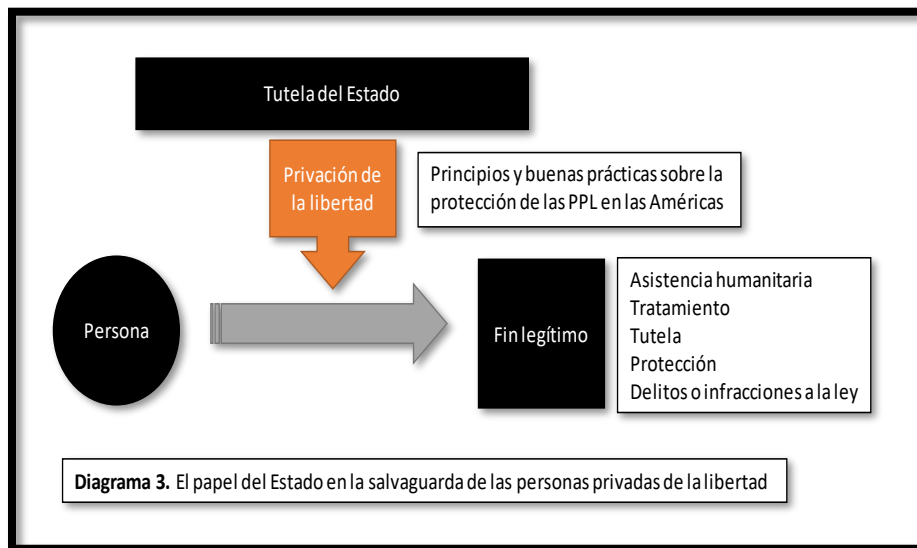 Tutela del Estado
Privación de
la libertad
Principios y buenas prácticas sobre la
protección de las PPL en las Américas
Persona
Fin legítimo
Asistencia humanitaria
Tratamiento
Tutela
Protección
Delitos o infracciones a la ley
Diagrama 3. El papel del Estado en la salvaguarda de las personas privadas de la libertad